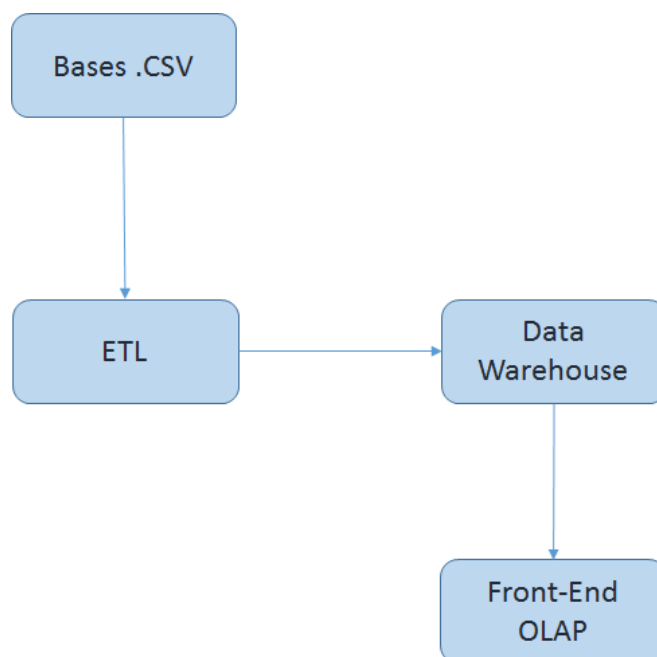 Bases .CSV
ETL
Data
Warehouse
Front-End
OLAP